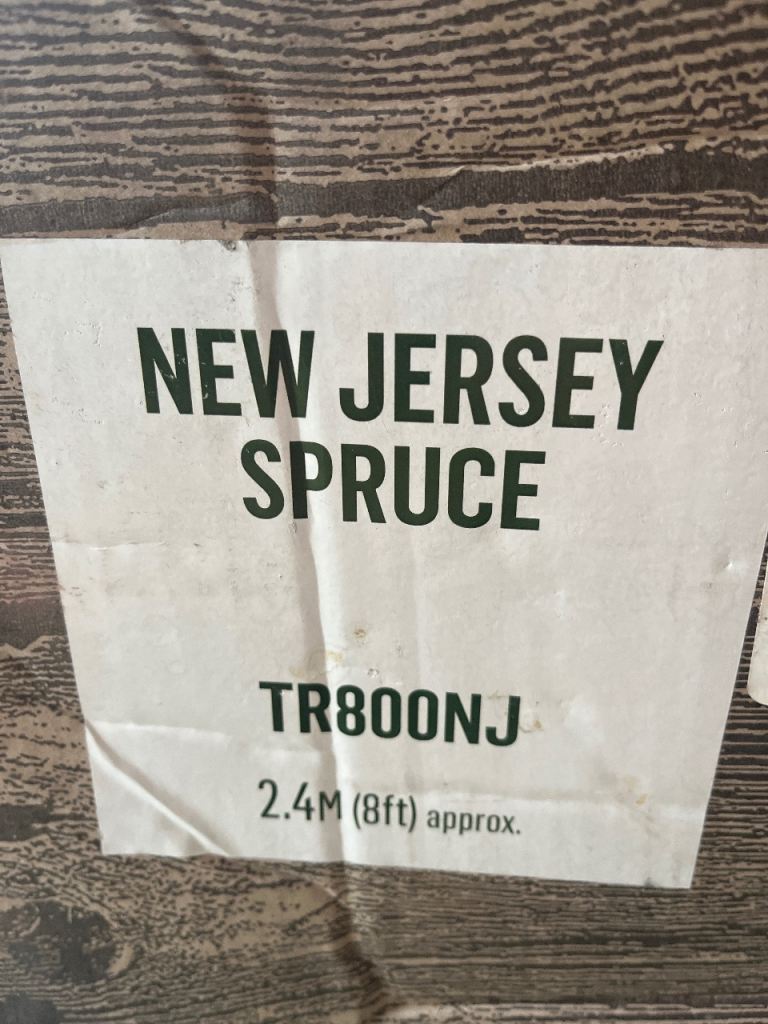 NEW JERSEY
SPRUCE
TR800NJ
2.4M (8ft) approx.